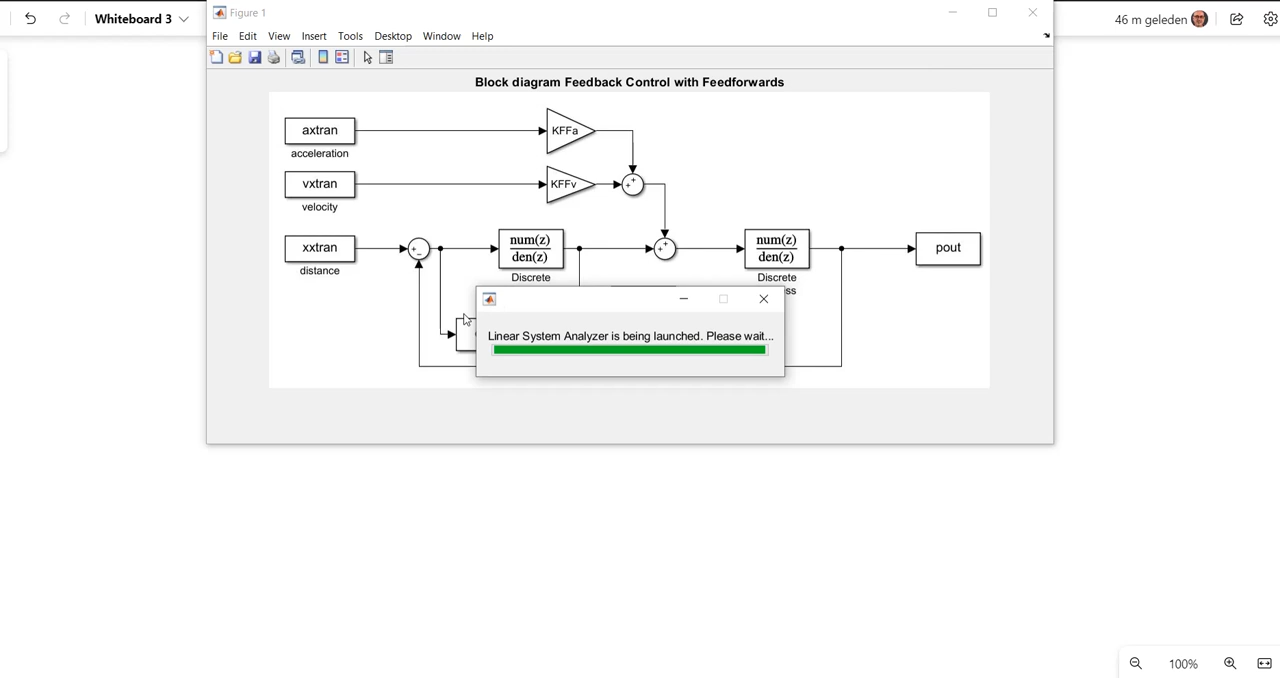 Whiteboard 3
46 m geleden
Figure 1
File Edit View Insert Tools Desktop Window Help
Block diagram Feedback Control with Feedforwards
axtran
KFFa
acceleration
vxtran
KFFv
velocity
xxtran
num(z)
den(z)
num(z)
den(z)
pout
distance
Discrete
Discrete
ss
Linear System Analyzer is being launched. Please wait...
100%